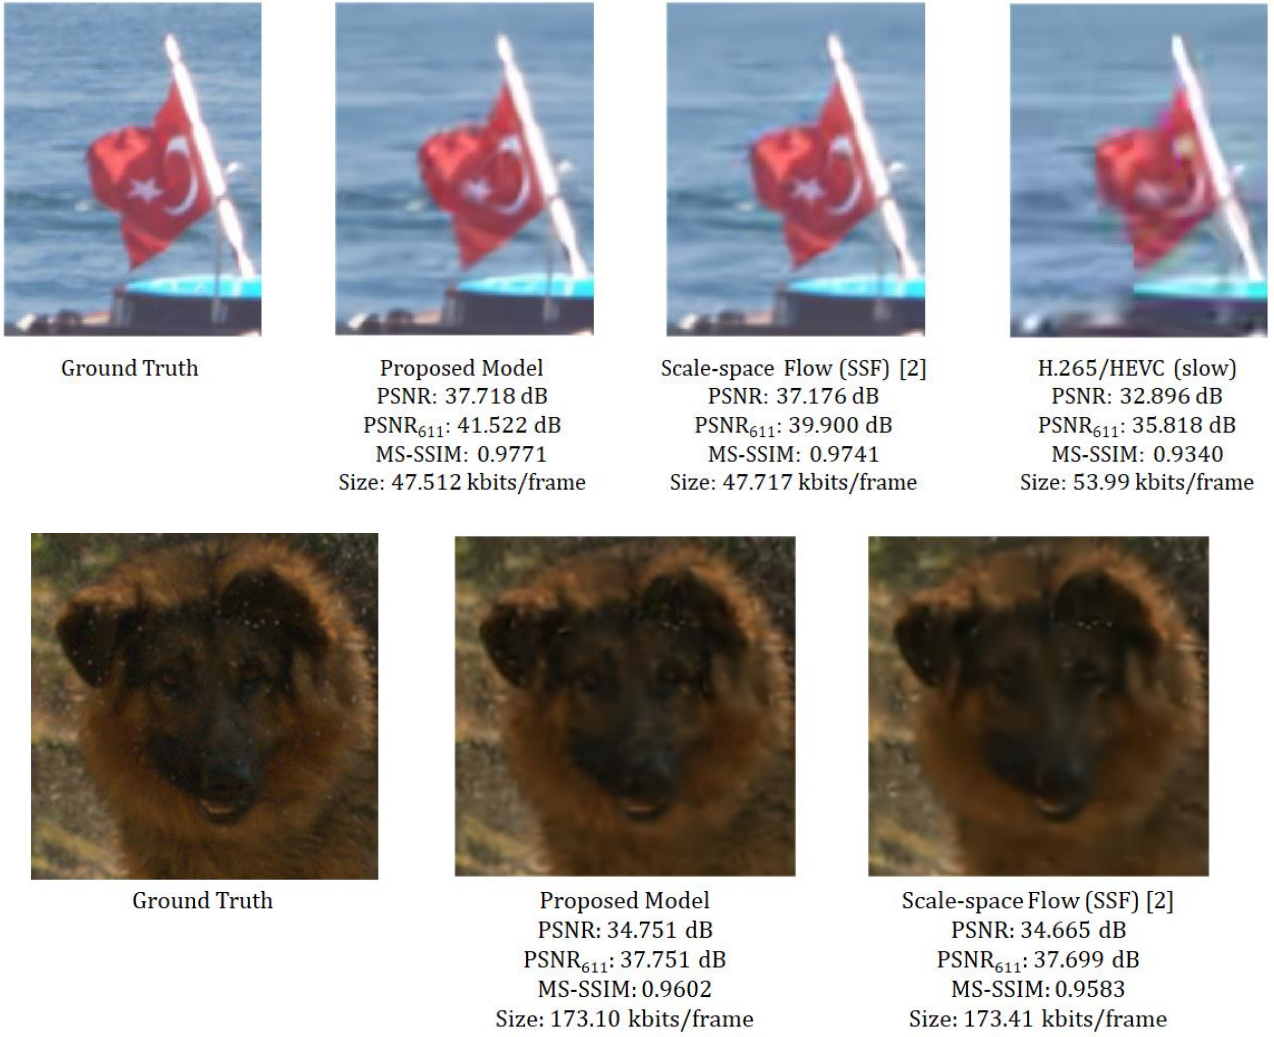 Ground Truth
Proposed Model
PSNR: 37.718 dB
PSNR₆₁₁: 41.522 dB
MS-SSIM: 0.9771
Size: 47.512 kbits/frame
Scale-space Flow (SSF) [2]
PSNR: 37.176 dB
PSNR₆₁₁: 39.900 dB
MS-SSIM: 0.9741
Size: 47.717 kbits/frame
H.265/HEVC (slow)
PSNR: 32.896 dB
PSNR₆₁₁: 35.818 dB
MS-SSIM: 0.9340
Size: 53.99 kbits/frame
Ground Truth
Proposed Model
PSNR: 34.751 dB
PSNR₆₁₁: 37.751 dB
MS-SSIM: 0.9602
Size: 173.10 kbits/frame
Scale-space Flow (SSF) [2]
PSNR: 34.665 dB
PSNR₆₁₁: 37.699 dB
MS-SSIM: 0.9583
Size: 173.41 kbits/frame